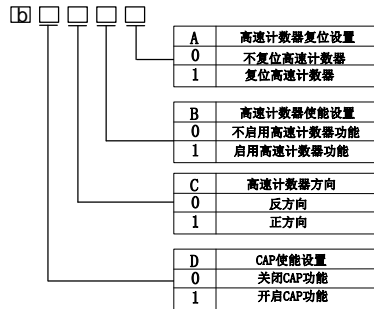 b
A 高速计数器复位设置
0 不复位高速计数器
1 复位高速计数器
B 高速计数器使能设置
0 不启用高速计数器功能
1 启用高速计数器功能
C 高速计数器方向
0 反方向
1 正方向
D CAP使能设置
0 关闭CAP功能
1 开启CAP功能